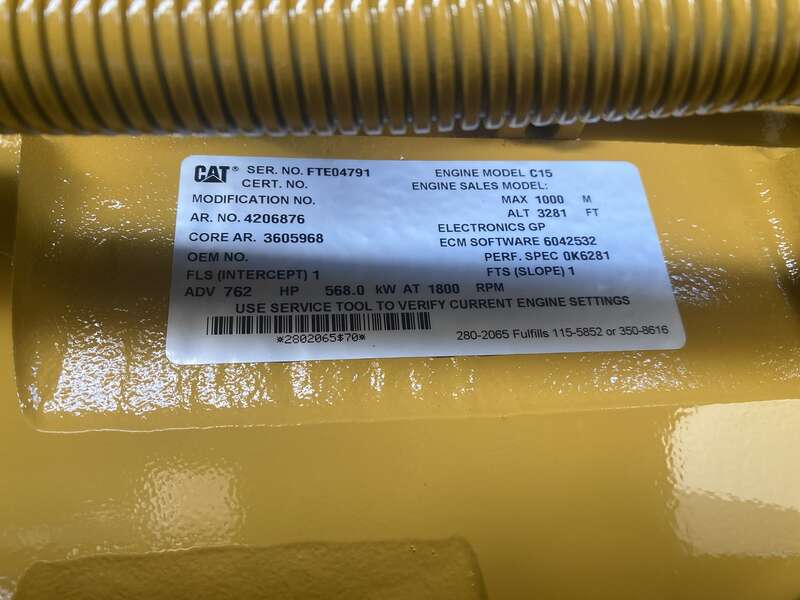 CAT® SER. NO. FTE04791 ENGINE MODEL C15
CERT. NO. ENGINE SALES MODEL:
MODIFICATION NO. MAX 1000 M
AR. NO. 4206876 ALT 3281 FT
ELECTRONICS GP
CORE AR. 3605968 ECM SOFTWARE 6042532
OEM NO. PERF. SPEC 0K6281
FLS (INTERCEPT) 1 FTS (SLOPE) 1
ADV 762 HP 568.0 kW AT 1800 RPM
USE SERVICE TOOL TO VERIFY CURRENT ENGINE SETTINGS
*2802065$70* 280-2065 Fulfills 115-5852 or 350-8616